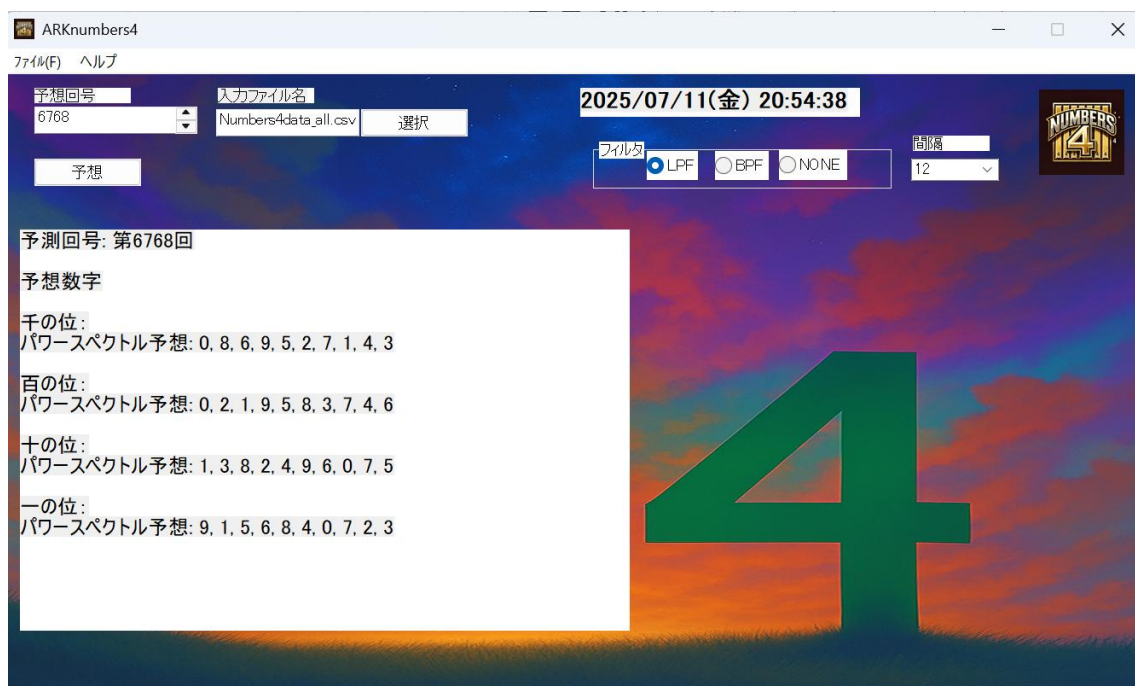 ARKnumbers4
ファイル(F) ヘルプ
予想回号
6768
入力ファイル名
Numbers4data_all.csv
選択
2025/07/11(金) 20:54:38
フィルタ
LPF BPF NONE
間隔
12
NUMBERS
4
予想
予測回号: 第6768回
予想数字
千の位:
パワースペクトル予想: 0, 8, 6, 9, 5, 2, 7, 1, 4, 3
百の位:
パワースペクトル予想: 0, 2, 1, 9, 5, 8, 3, 7, 4, 6
十の位:
パワースペクトル予想: 1, 3, 8, 2, 4, 9, 6, 0, 7, 5
一の位:
パワースペクトル予想: 9, 1, 5, 6, 8, 4, 0, 7, 2, 3
4